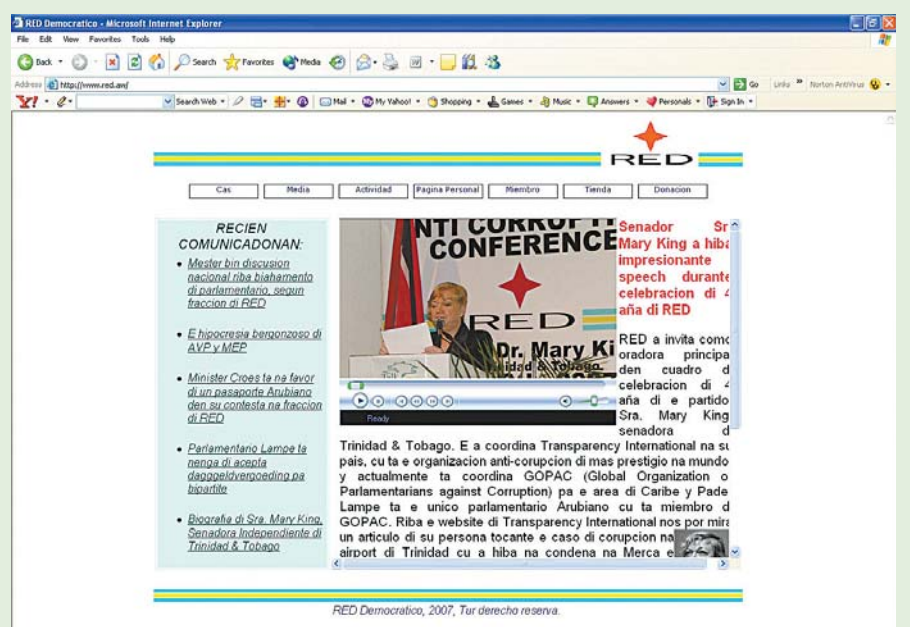 RED Democratico - Microsoft Internet Explorer
File Edit View Favorites Tools Help
Back Search Favorites Media
Address http://www.red.aw/ Go Links » Norton AntiVirus
Y! Search Web Mail My Yahoo! Shopping Games Music Answers Personals Sign In
RED
Cas Media Actividad Pagina Personal Miembro Tienda Donacion
RECIEN
COMUNICADONAN:
Mester bin discusion
nacional riba biahamento
di parlamentario, segun
fraccion di RED
E hipocresia bergonzoso di
AVP y MEP
Minister Croes ta na favor
di un pasaporte Arubiano
den su contesta na fraccion
di RED
Parlamentario Lampe ta
nenga di acepta
dagggeldvergoeding pa
bipartite
Biografia di Sra. Mary King,
Senadora Independiente di
Trinidad & Tobago
NTI CORRUPTI
CONFERENCE
RED
Dr. Mary Ki
nidad & Tobago
Ready
Senador Sr
Mary King a hiba
impresionante
speech durante
celebracion di 4
aña di RED
RED a invita como
oradora principa
den cuadro d
celebracion di 4
aña di e partido
Sra. Mary King
senadora d
Trinidad & Tobago. E a coordina Transparency International na su
pais, cu ta e organizacion anti-corupcion di mas prestigio na mundo
y actualmente ta coordina GOPAC (Global Organization o
Parlamentarians against Corruption) pa e area di Caribe y Pade
Lampe ta e unico parlamentario Arubiano cu ta miembro d
GOPAC. Riba e website di Transparency International nos por mira
un articulo di su persona tocante e caso di corupcion na
airport di Trinidad cu a hiba na condena na Merca e
RED Democratico, 2007, Tur derecho reserva.